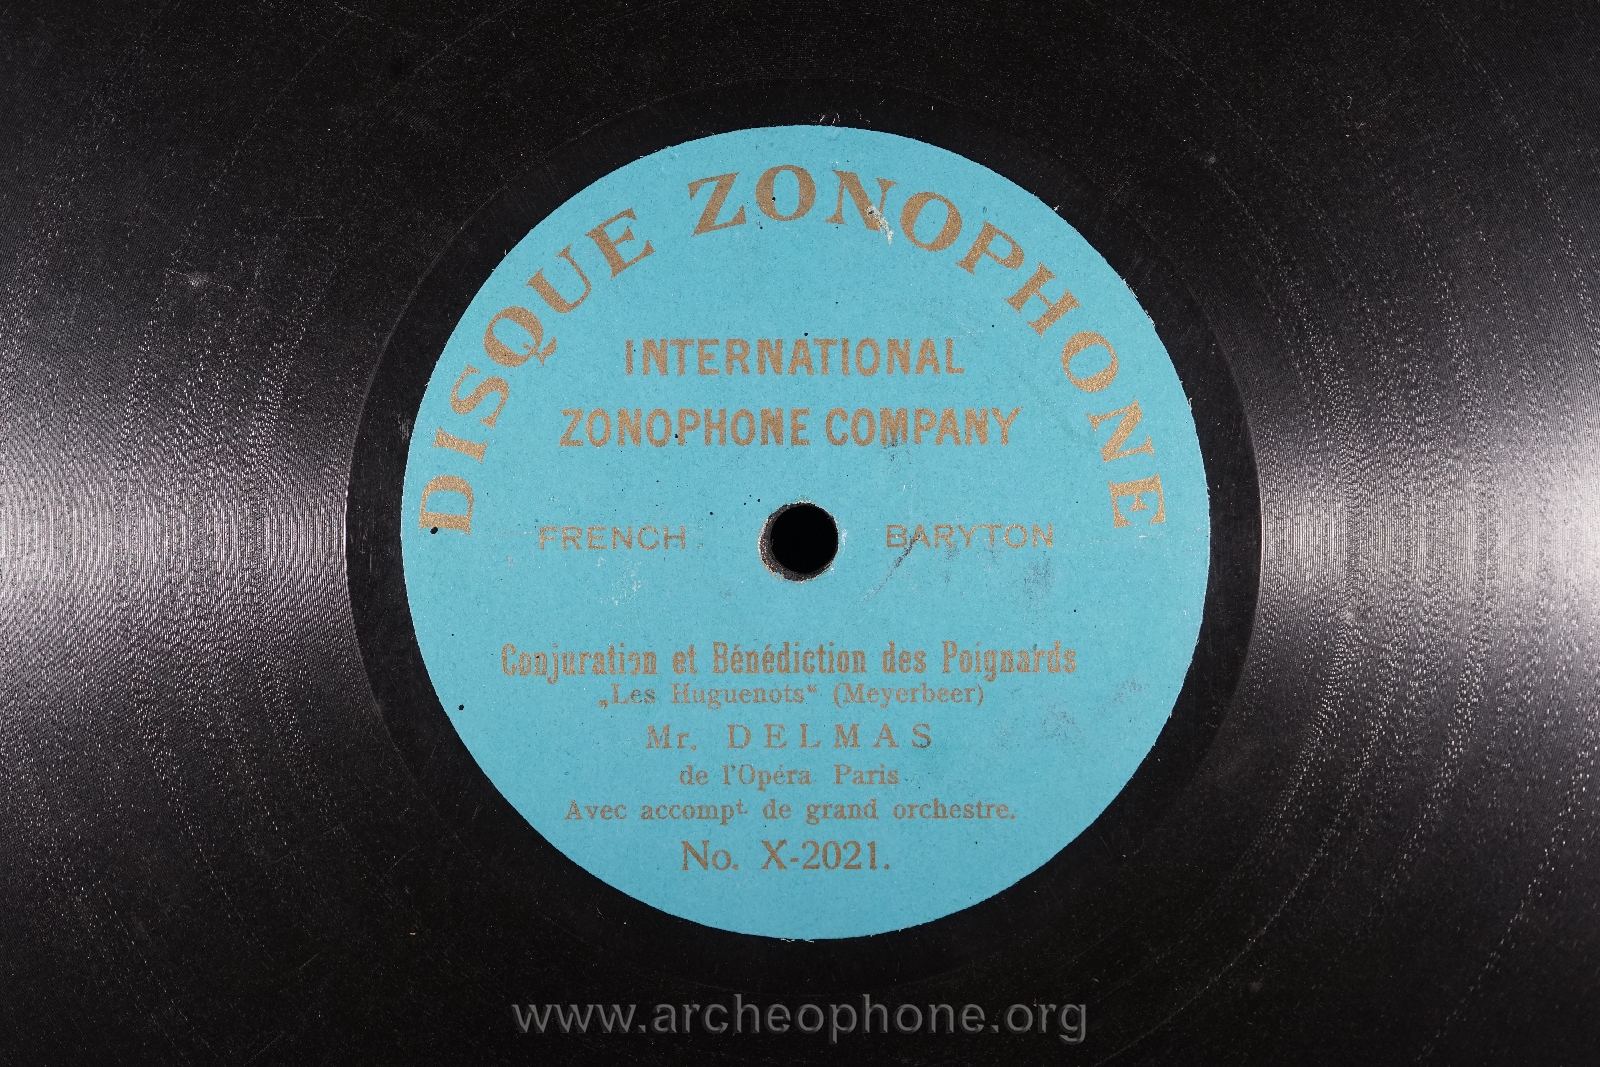 DISQUE ZONOPHONE
INTERNATIONAL
ZONOPHONE COMPANY
FRENCH BARYTON
Conjuration et Bénédiction des Poignards
„Les Huguenots“ (Meyerbeer)
Mr. DELMAS
de l'Opéra Paris
Avec accompt. de grand orchestre.
No. X-2021.
www.archeophone.org